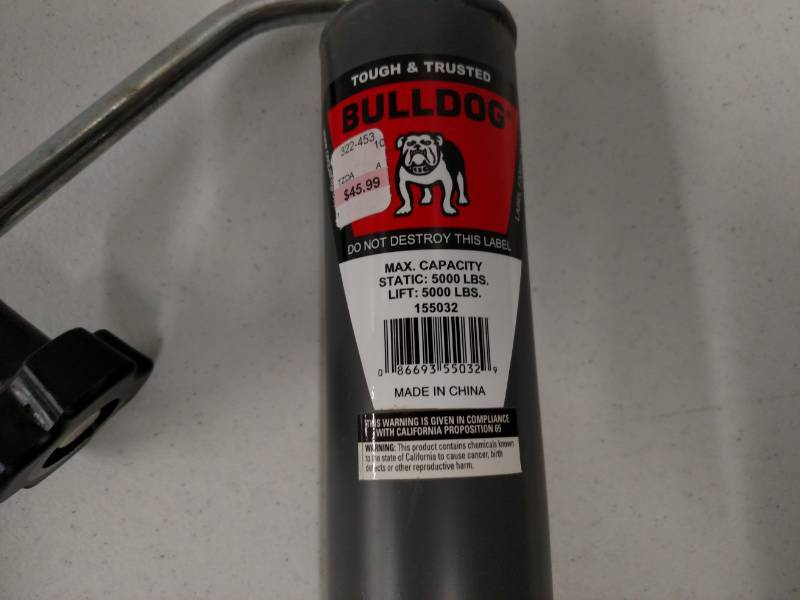 TOUGH & TRUSTED
BULLDOG
322-453
10
TZDA A
$45.99
DO NOT DESTROY THIS LABEL
MAX. CAPACITY
STATIC: 5000 LBS.
LIFT: 5000 LBS.
155032
0 86693 55032 9
MADE IN CHINA
THIS WARNING IS GIVEN IN COMPLIANCE
WITH CALIFORNIA PROPOSITION 65
WARNING: This product contains chemicals known
to the state of California to cause cancer, birth
defects or other reproductive harm.